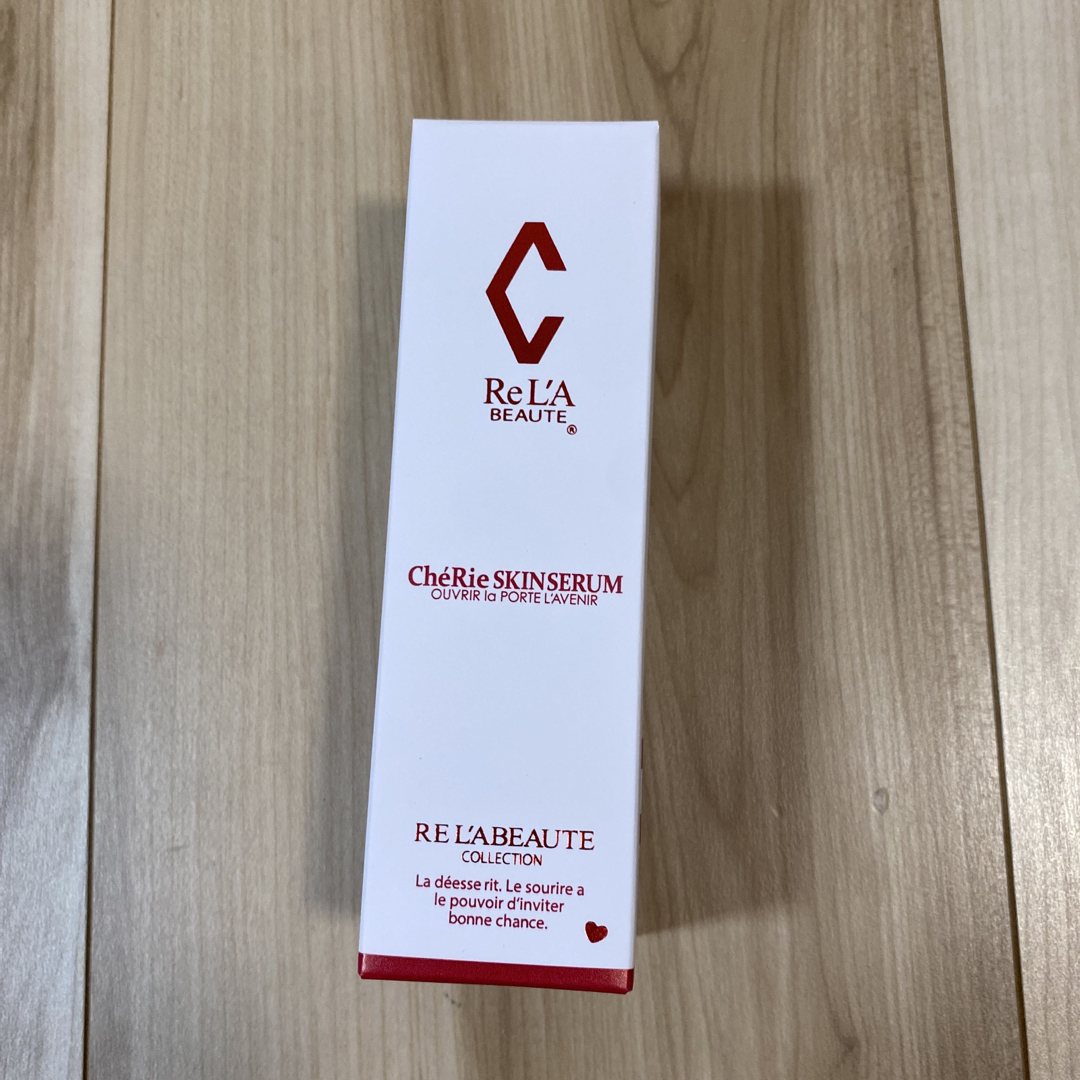 C
Re L'A
BEAUTE
®
ChéRie SKINSERUM
OUVRIR la PORTE L'AVENIR
RE L'ABEAUTE
COLLECTION
La déesse rit. Le sourire a
le pouvoir d'inviter
bonne chance.